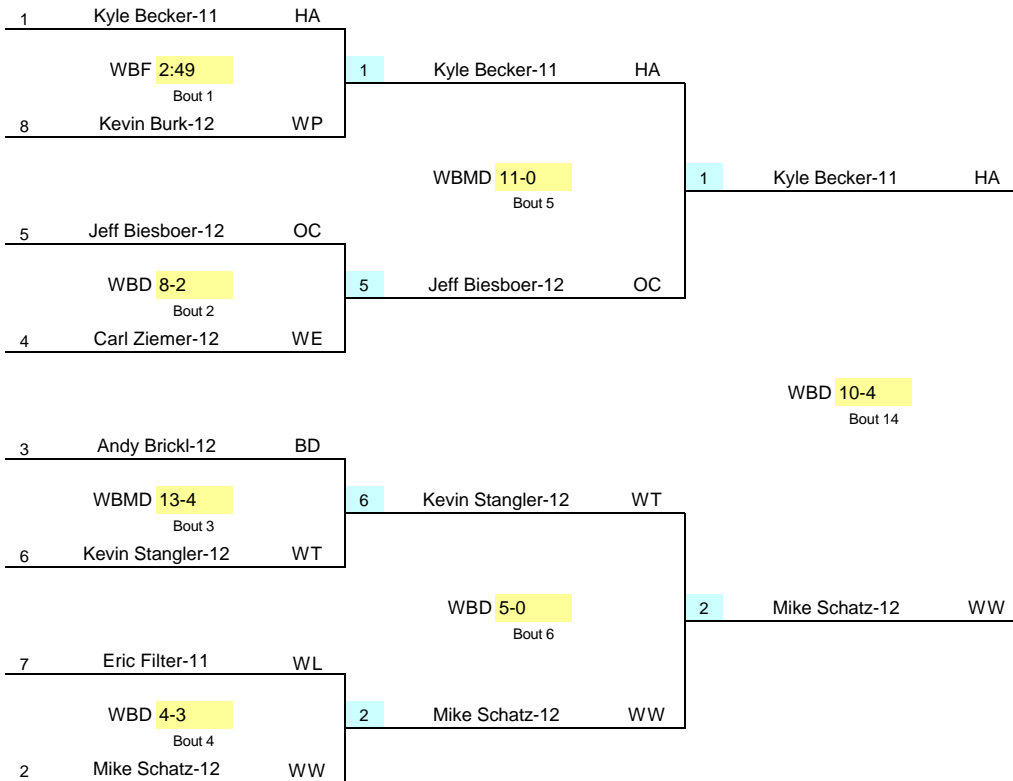 1 Kyle Becker-11 HA
WBF 2:49 1 Kyle Becker-11 HA
Bout 1
8 Kevin Burk-12 WP
WBMD 11-0 1 Kyle Becker-11 HA
Bout 5
5 Jeff Biesboer-12 OC
WBD 8-2 5 Jeff Biesboer-12 OC
Bout 2
4 Carl Ziemer-12 WE
WBD 10-4
Bout 14
3 Andy Brickl-12 BD
WBMD 13-4 6 Kevin Stangler-12 WT
Bout 3
6 Kevin Stangler-12 WT
WBD 5-0 2 Mike Schatz-12 WW
Bout 6
7 Eric Filter-11 WL
WBD 4-3 2 Mike Schatz-12 WW
Bout 4
2 Mike Schatz-12 WW